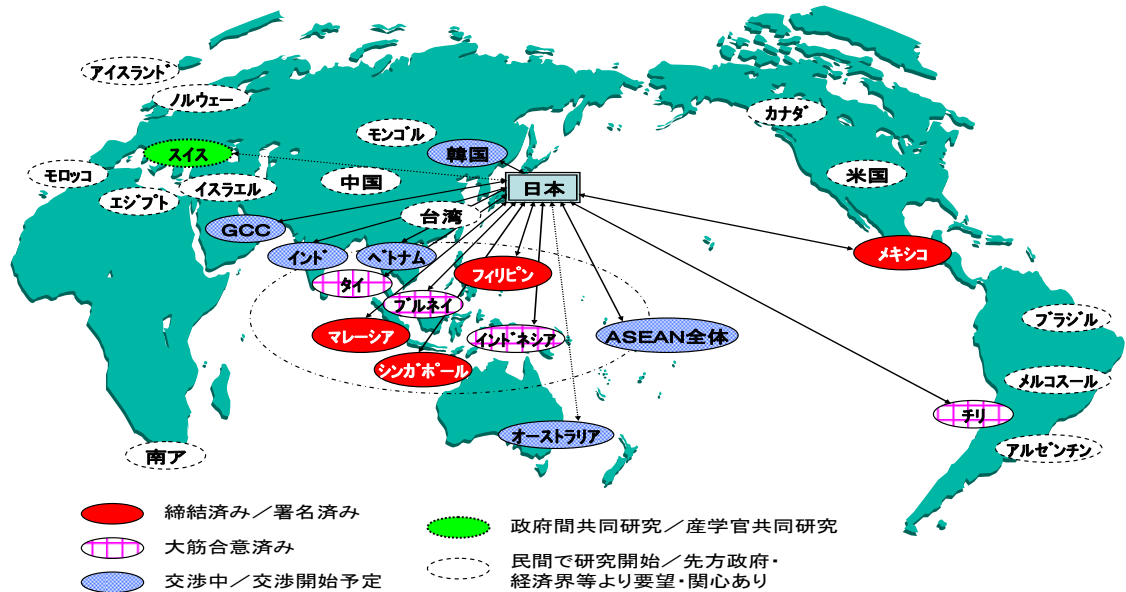 アイスランド
ノルウェー
カナダ
モンゴル
韓国
スイス
モロッコ
イスラエル
エジプト
中国
日本
米国
台湾
GCC
インド
ベトナム
メキシコ
タイ
フィリピン
ブルネイ
ブラジル
マレーシア
インドネシア
ASEAN全体
シンガポール
メルコスール
チリ
オーストラリア
南ア
アルゼンチン
締結済み／署名済み
大筋合意済み
交渉中／交渉開始予定
政府間共同研究／産学官共同研究
民間で研究開始／先方政府・
経済界等より要望・関心あり